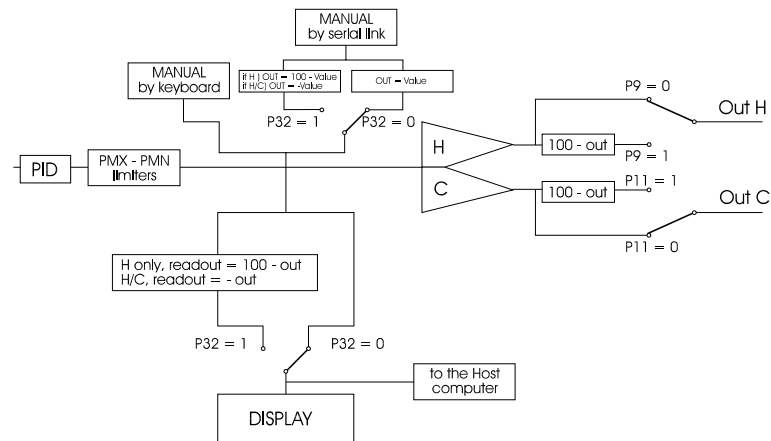 MANUAL
by serial link
MANUAL
by keyboard
if H ) OUT = 100 - Value
if H/C) OUT = -Value
OUT = Value
P32 = 1
P32 = 0
P9 = 0
Out H
H
100 - out
P9 = 1
PID
PMX - PMN
limiters
C
100 - out
P11 = 1
Out C
P11 = 0
H only, readout = 100 - out
H/C, readout = - out
P32 = 1
P32 = 0
to the Host
computer
DISPLAY